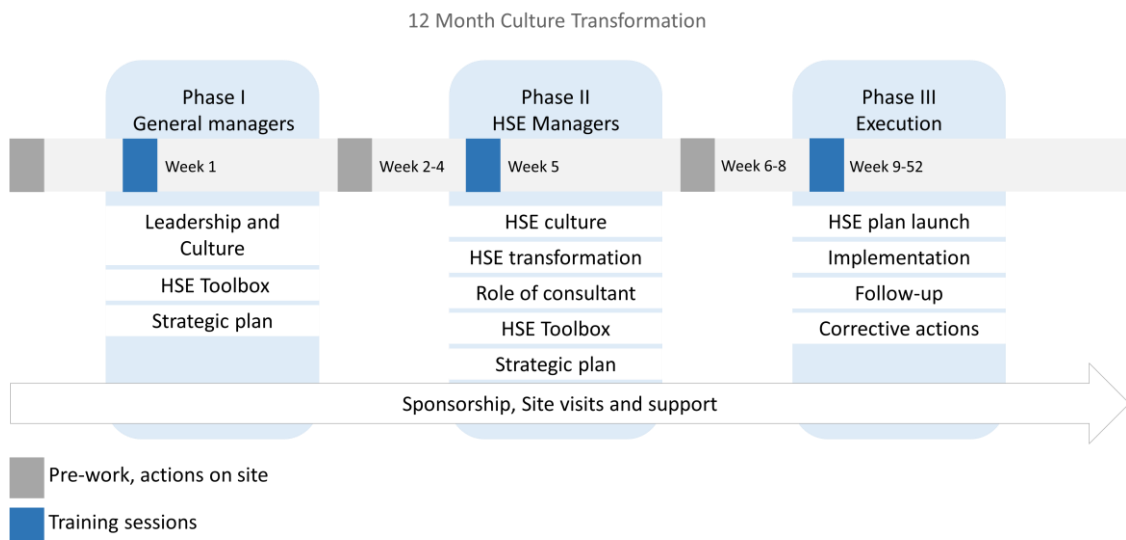 12 Month Culture Transformation
Phase I
General managers
Phase II
HSE Managers
Phase III
Execution
Week 1
Week 2-4
Week 5
Week 6-8
Week 9-52
Leadership and
Culture
HSE Toolbox
Strategic plan
HSE culture
HSE transformation
Role of consultant
HSE Toolbox
Strategic plan
HSE plan launch
Implementation
Follow-up
Corrective actions
Sponsorship, Site visits and support
Pre-work, actions on site
Training sessions